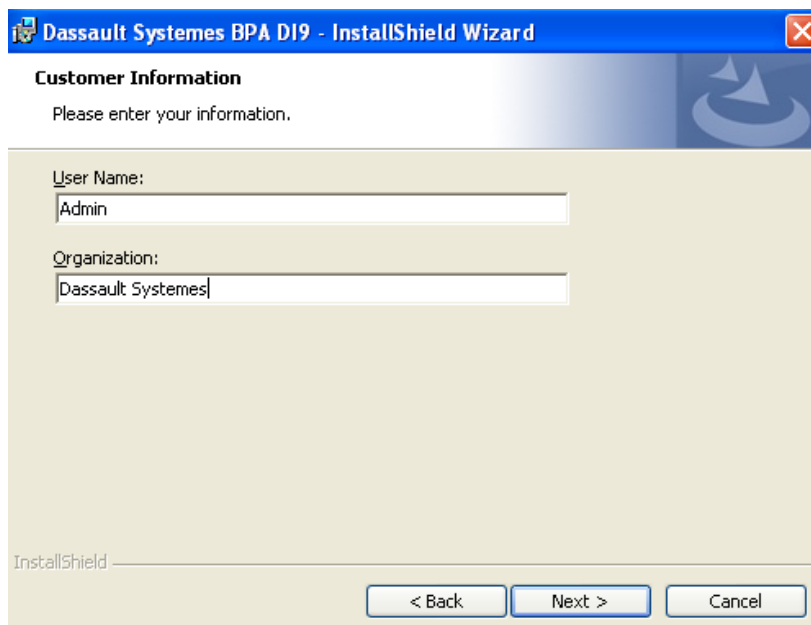 Dassault Systemes BPA DI9 - InstallShield Wizard
Customer Information
Please enter your information.
User Name:
Admin
Organization:
Dassault Systemes
InstallShield
< Back Next > Cancel